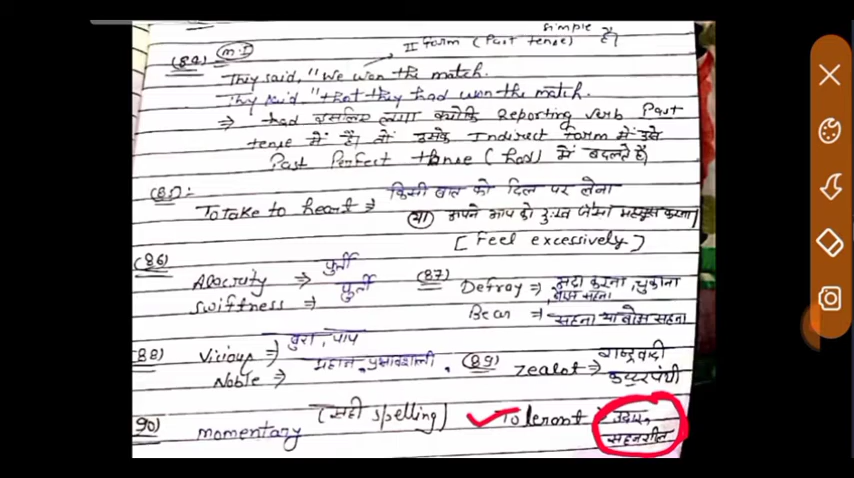 simple
II form (Past tense) है|
(84) (m.I)
They said, "We won the match.
They said, "that they had won the match.
⇒ had इसलिए लगा क्योंकि Reporting verb Past
tense में है| तो उसके Indirect form में उसे
Past Perfect thnse (had) में बदलते है|
(85):
To take to heart ⇒ किसी बात को दिल पर लेना
(या) अपने आप को दुःख जैसा महसूस करना|
[Feel excessively]
(86)
Alacrity ⇒ फुर्ती
Swiftness ⇒ फुर्ती
(87) Defray ⇒ अदा करना, चुकाना
Bear ⇒ सहना या बोझ सहना
(88) Vicious ⇒ बुरा, पाप
Noble ⇒ महान, प्रभावशाली.
(89) Zealot ⇒
कट्टरपंथी
Tolerant उदार,
सहनशील
90) momentary (सही spelling)